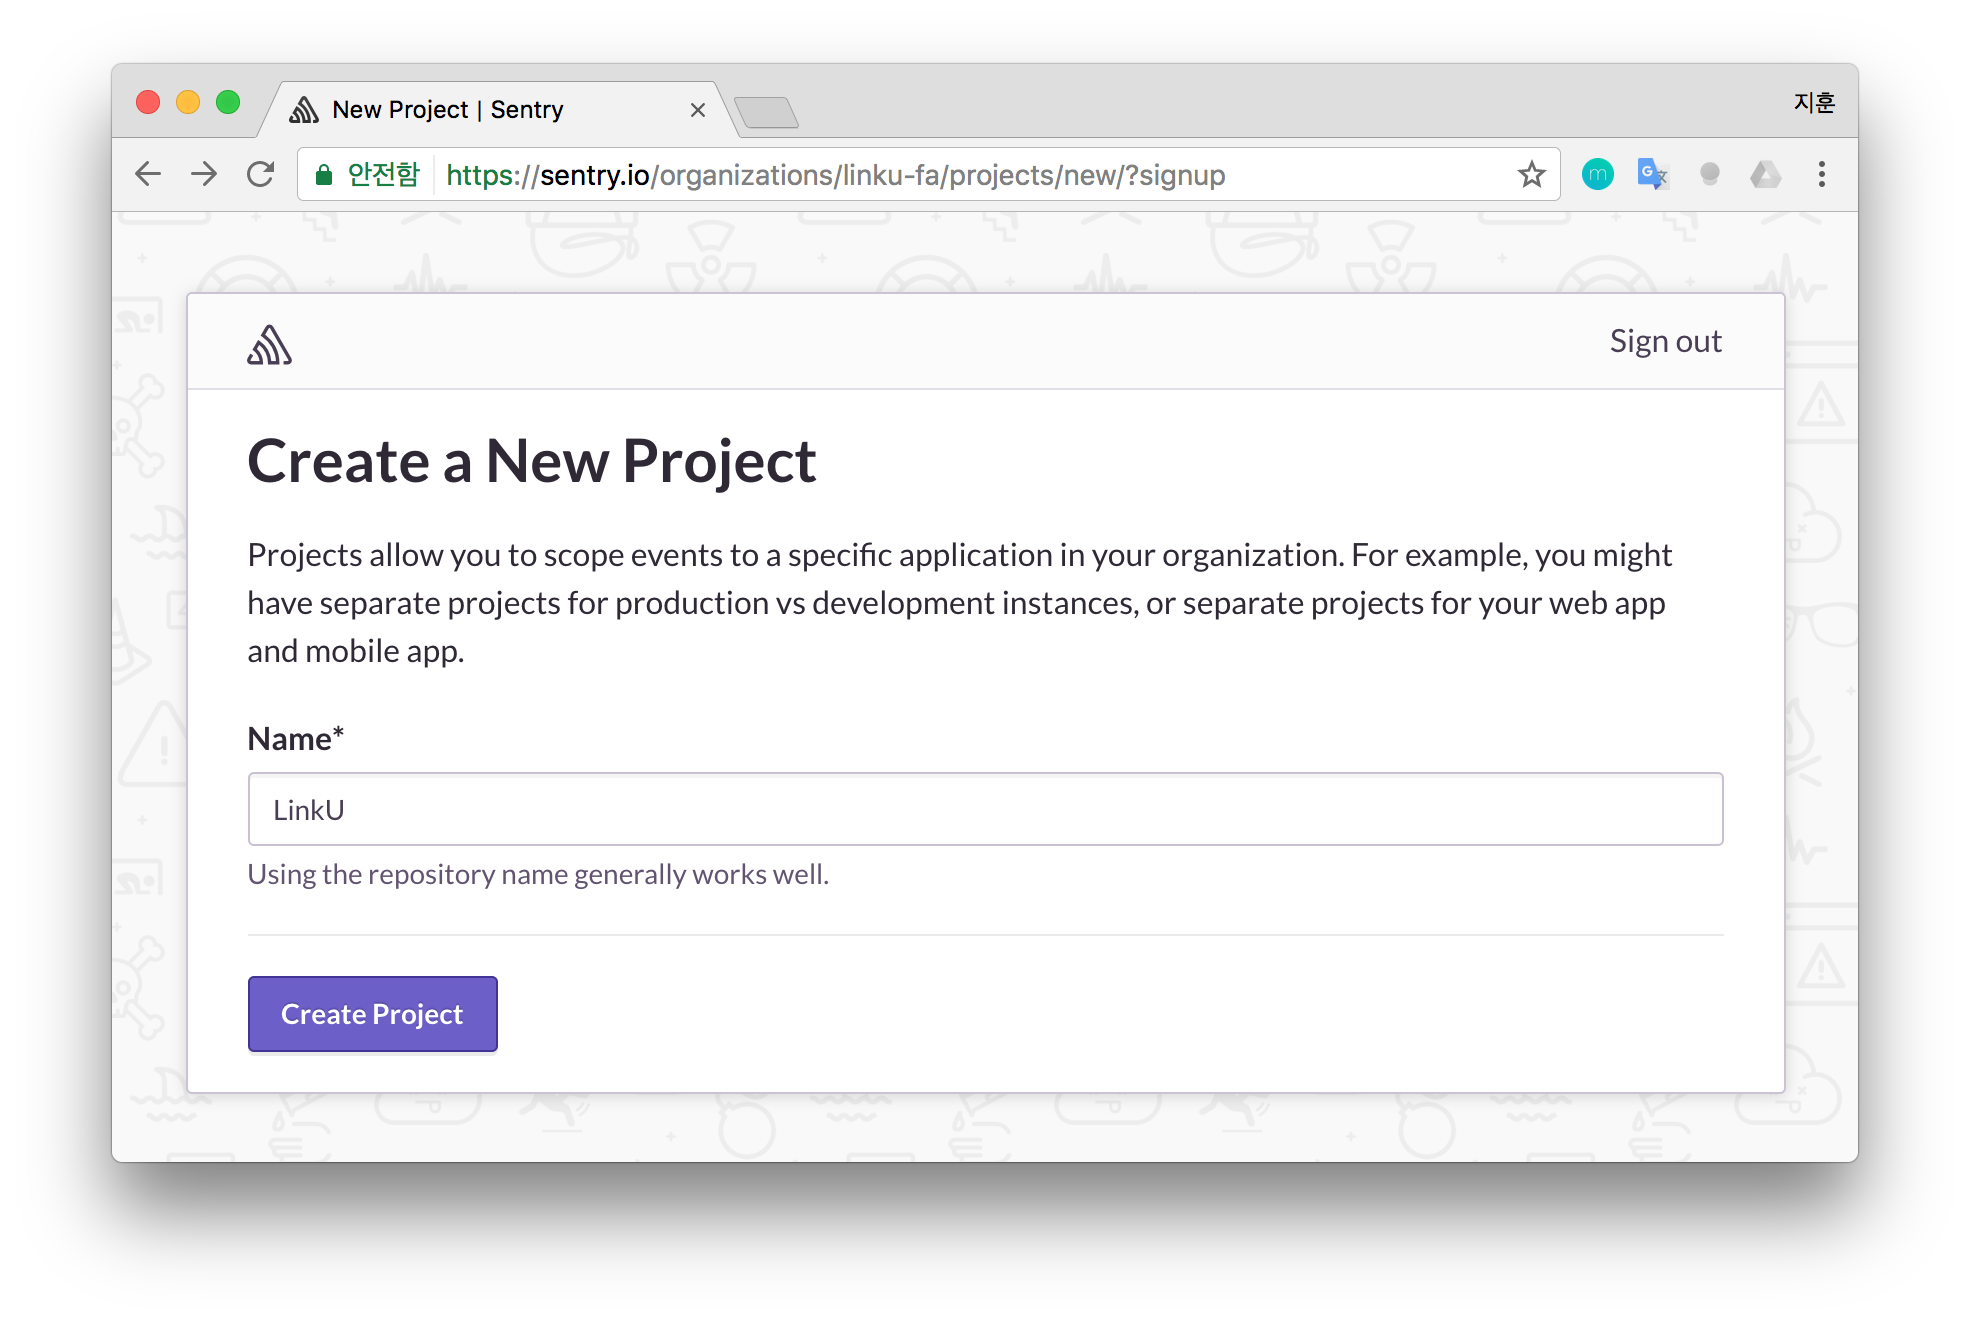 New Project | Sentry
지훈
안전함 https://sentry.io/organizations/linku-fa/projects/new/?signup
Sign out
Create a New Project
Projects allow you to scope events to a specific application in your organization. For example, you might
have separate projects for production vs development instances, or separate projects for your web app
and mobile app.
Name*
LinkU
Using the repository name generally works well.
Create Project